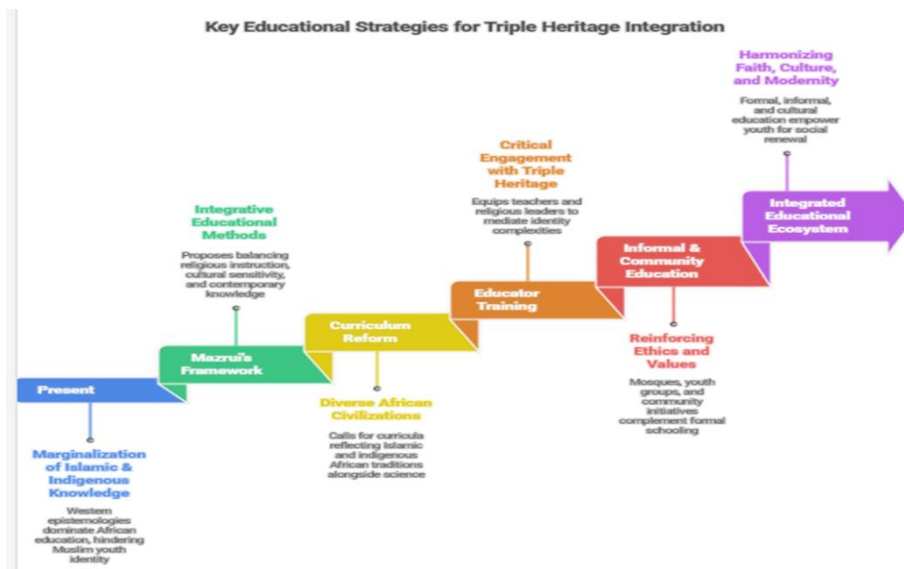 Key Educational Strategies for Triple Heritage Integration
Present
Marginalization
of Islamic &
Indigenous
Knowledge
Western
epistemologies
dominate African
education, hindering
Muslim youth
identity
Integrative
Educational
Methods
Proposes balancing
religious instruction,
cultural sensitivity,
and contemporary
knowledge
Mazrui's
Framework
Curriculum
Reform
Diverse African
Civilizations
Calls for curricula
reflecting Islamic
and indigenous
African traditions
alongside science
Critical
Engagement
with Triple
Heritage
Equips teachers and
religious leaders to
mediate identity
complexities
Educator
Training
Informal &
Community
Education
Reinforcing
Ethics and
Values
Mosques, youth
groups, and
community
initiatives
complement formal
schooling
Harmonizing
Faith, Culture,
and Modernity
Formal, informal,
and cultural
education empower
youth for social
renewal
Integrated
Educational
Ecosystem